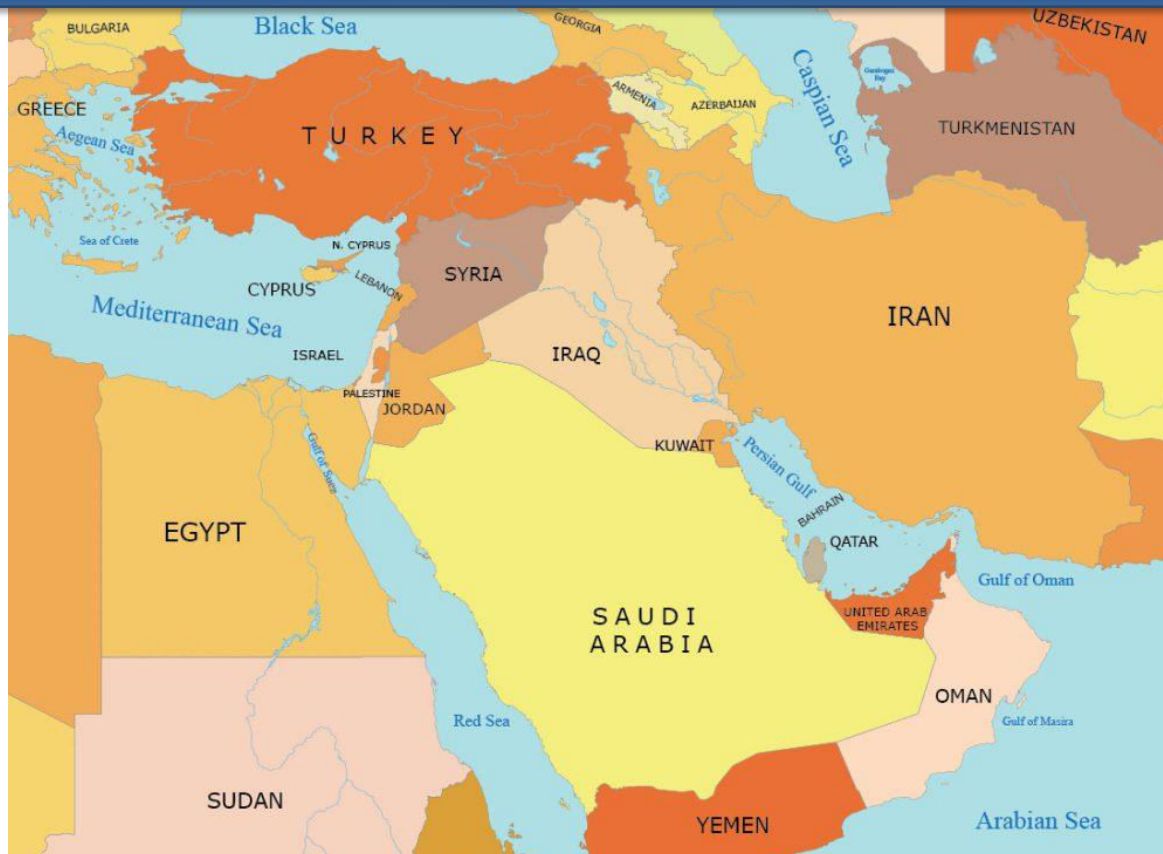 BULGARIA
Black Sea
GEORGIA
UZBEKISTAN
GREECE
Aegean Sea
TURKEY
ARMENIA
AZERBAIJAN
Caspian Sea
TURKMENISTAN
Sea of Crete
N. CYPRUS
CYPRUS
LEBANON
SYRIA
Mediterranean Sea
ISRAEL
PALESTINE
JORDAN
IRAQ
IRAN
KUWAIT
Persian Gulf
BAHRAIN
QATAR
Gulf of Suez
EGYPT
Gulf of Oman
UNITED ARAB
EMIRATES
SAUDI
ARABIA
OMAN
Gulf of Masira
Red Sea
SUDAN
YEMEN
Arabian Sea